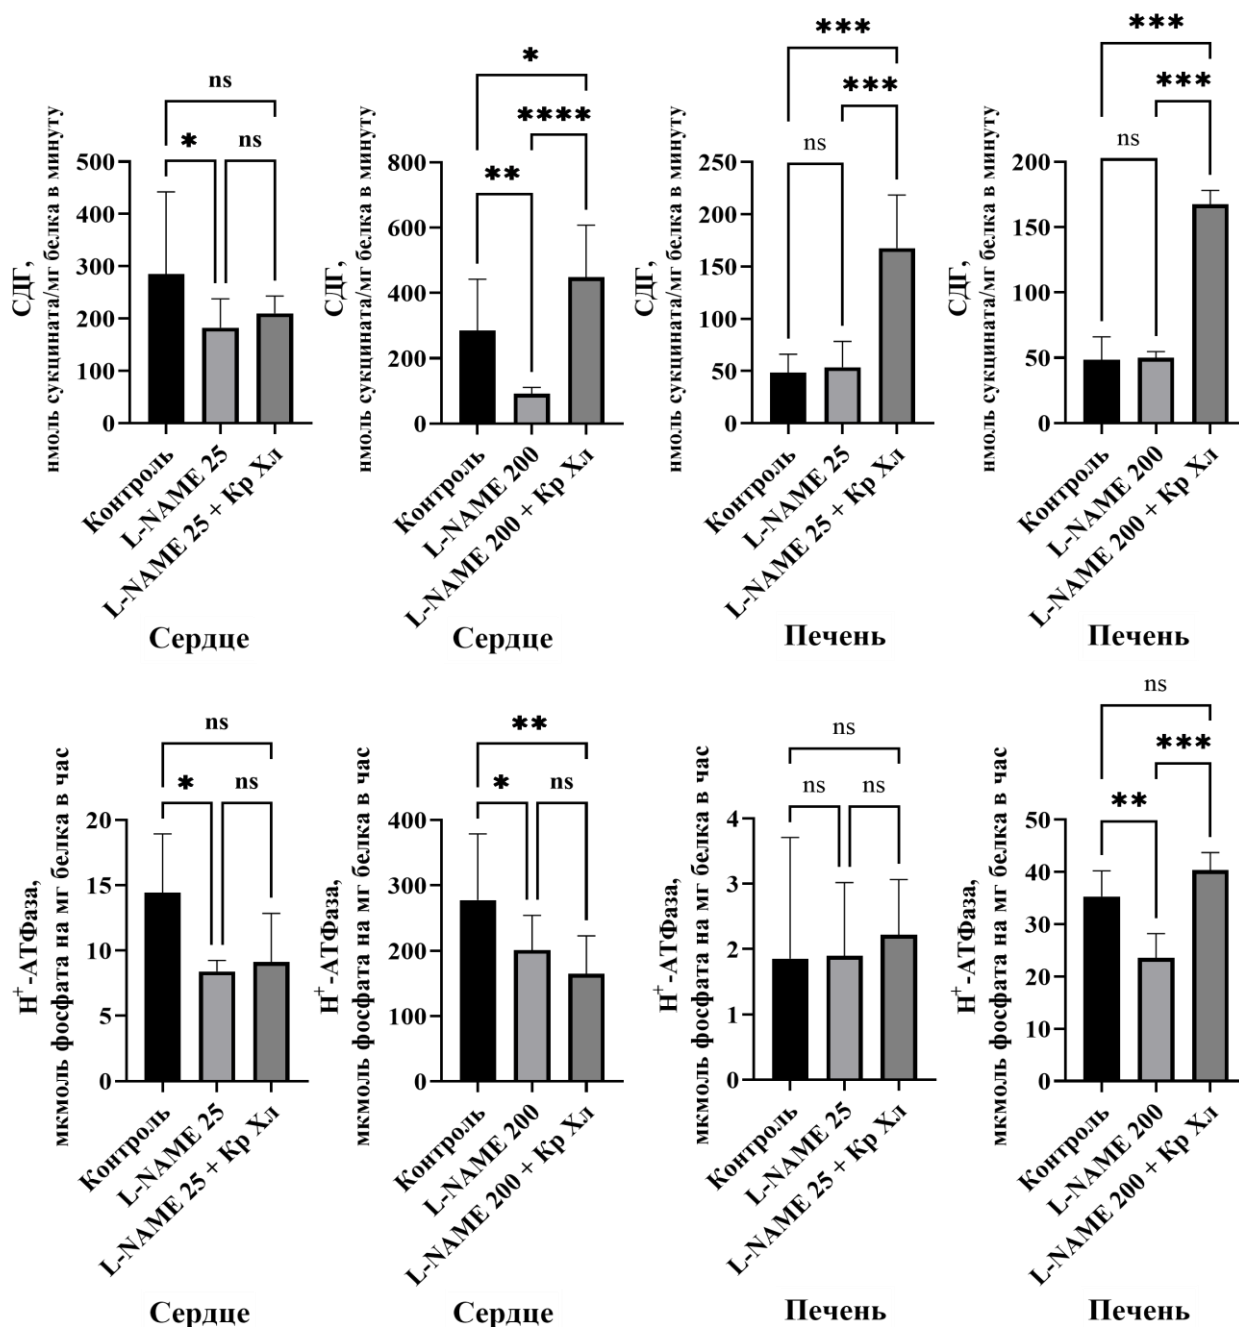 ns
*
ns
СДГ,
нмоль сукцината/мг белка в минуту
500
400
300
200
100
0
Контроль
L-NAME 25
L-NAME 25 + Кр Хл
Сердце
*
****
**
СДГ,
нмоль сукцината/мг белка в минуту
800
600
400
200
0
Контроль
L-NAME 200
L-NAME 200 + Кр Хл
Сердце
***
***
ns
СДГ,
нмоль сукцината/мг белка в минуту
250
200
150
100
50
0
Контроль
L-NAME 25
L-NAME 25 + Кр Хл
Печень
***
***
ns
СДГ,
нмоль сукцината/мг белка в минуту
200
150
100
50
0
Контроль
L-NAME 200
L-NAME 200 + Кр Хл
Печень
ns
*
ns
H+-АТФаза,
мкмоль фосфата на мг белка в час
20
15
10
5
0
Контроль
L-NAME 25
L-NAME 25 + Кр Хл
Сердце
**
*
ns
H+-АТФаза,
мкмоль фосфата на мг белка в час
400
300
200
100
0
Контроль
L-NAME 200
L-NAME 200 + Кр Хл
Сердце
ns
ns
ns
H+-АТФаза,
мкмоль фосфата на мг белка в час
4
3
2
1
0
Контроль
L-NAME 25
L-NAME 25 + Кр Хл
Печень
ns
***
**
H+-АТФаза,
мкмоль фосфата на мг белка в час
50
40
30
20
10
0
Контроль
L-NAME 200
L-NAME 200 + Кр Хл
Печень